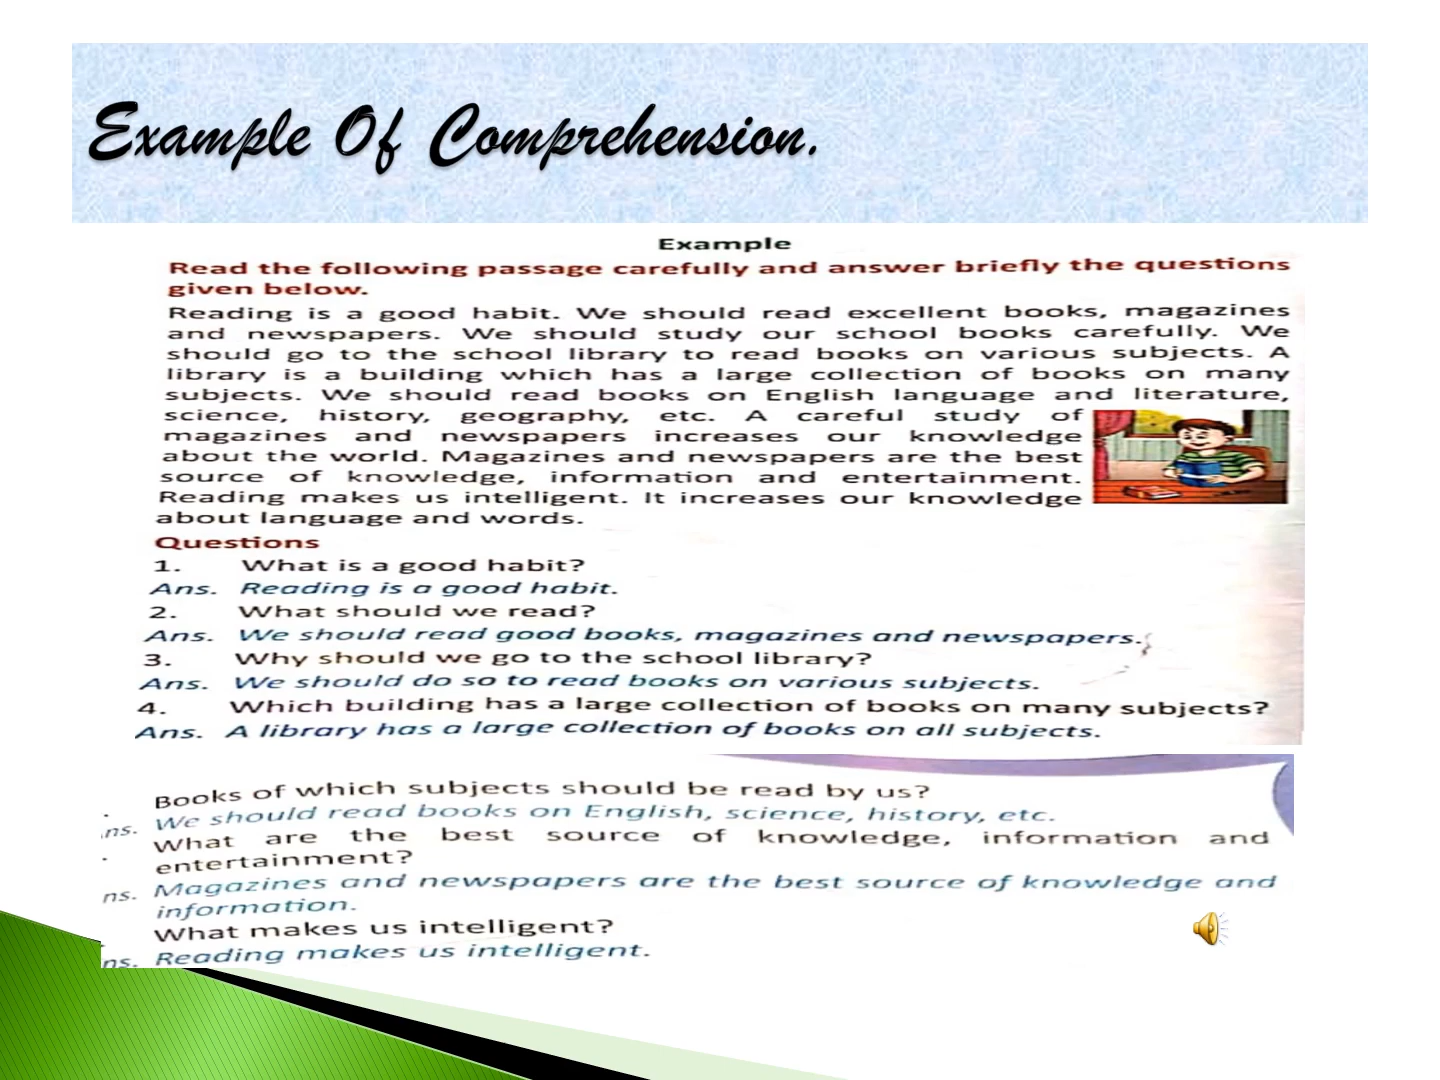 Example Of Comprehension.
Example
Read the following passage carefully and answer briefly the questions
given below.
Reading is a good habit. We should read excellent books, magazines
and newspapers. We should study our school books carefully. We
should go to the school library to read books on various subjects. A
library is a building which has a large collection of books on many
subjects. We should read books on English language and literature,
science, history, geography, etc. A careful study of
magazines and newspapers increases our knowledge
about the world. Magazines and newspapers are the best
source of knowledge, information and entertainment.
Reading makes us intelligent. It increases our knowledge
about language and words.
Questions
1. What is a good habit?
Ans. Reading is a good habit.
2. What should we read?
Ans. We should read good books, magazines and newspapers.
3. Why should we go to the school library?
Ans. We should do so to read books on various subjects.
4. Which building has a large collection of books on many subjects?
Ans. A library has a large collection of books on all subjects.
Books of which subjects should be read by us?
ns. We should read books on English, science, history, etc.
What are the best source of knowledge, information and
entertainment?
ns. Magazines and newspapers are the best source of knowledge and
information.
What makes us intelligent?
ns. Reading makes us intelligent.